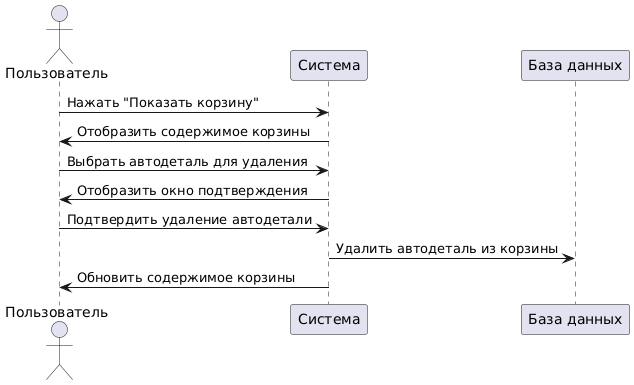 Пользователь
Система
База данных
Нажать "Показать корзину"
Отобразить содержимое корзины
Выбрать автодеталь для удаления
Отобразить окно подтверждения
Подтвердить удаление автодетали
Удалить автодеталь из корзины
Обновить содержимое корзины
Пользователь
Система
База данных